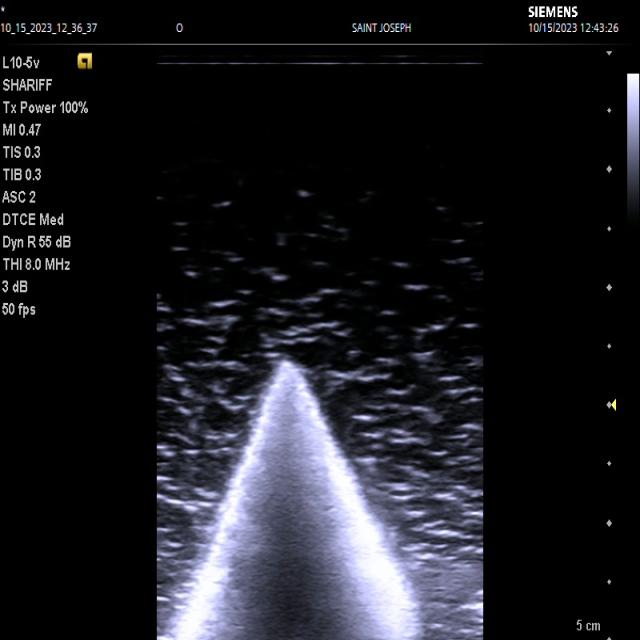 *
SIEMENS
10_15_2023_12_36_37 O SAINT JOSEPH 10/15/2023 12:43:26
L10-5v
SHARIFF
Tx Power 100%
MI 0.47
TIS 0.3
TIB 0.3
ASC 2
DTCE Med
Dyn R 55 dB
THI 8.0 MHz
3 dB
50 fps
5 cm